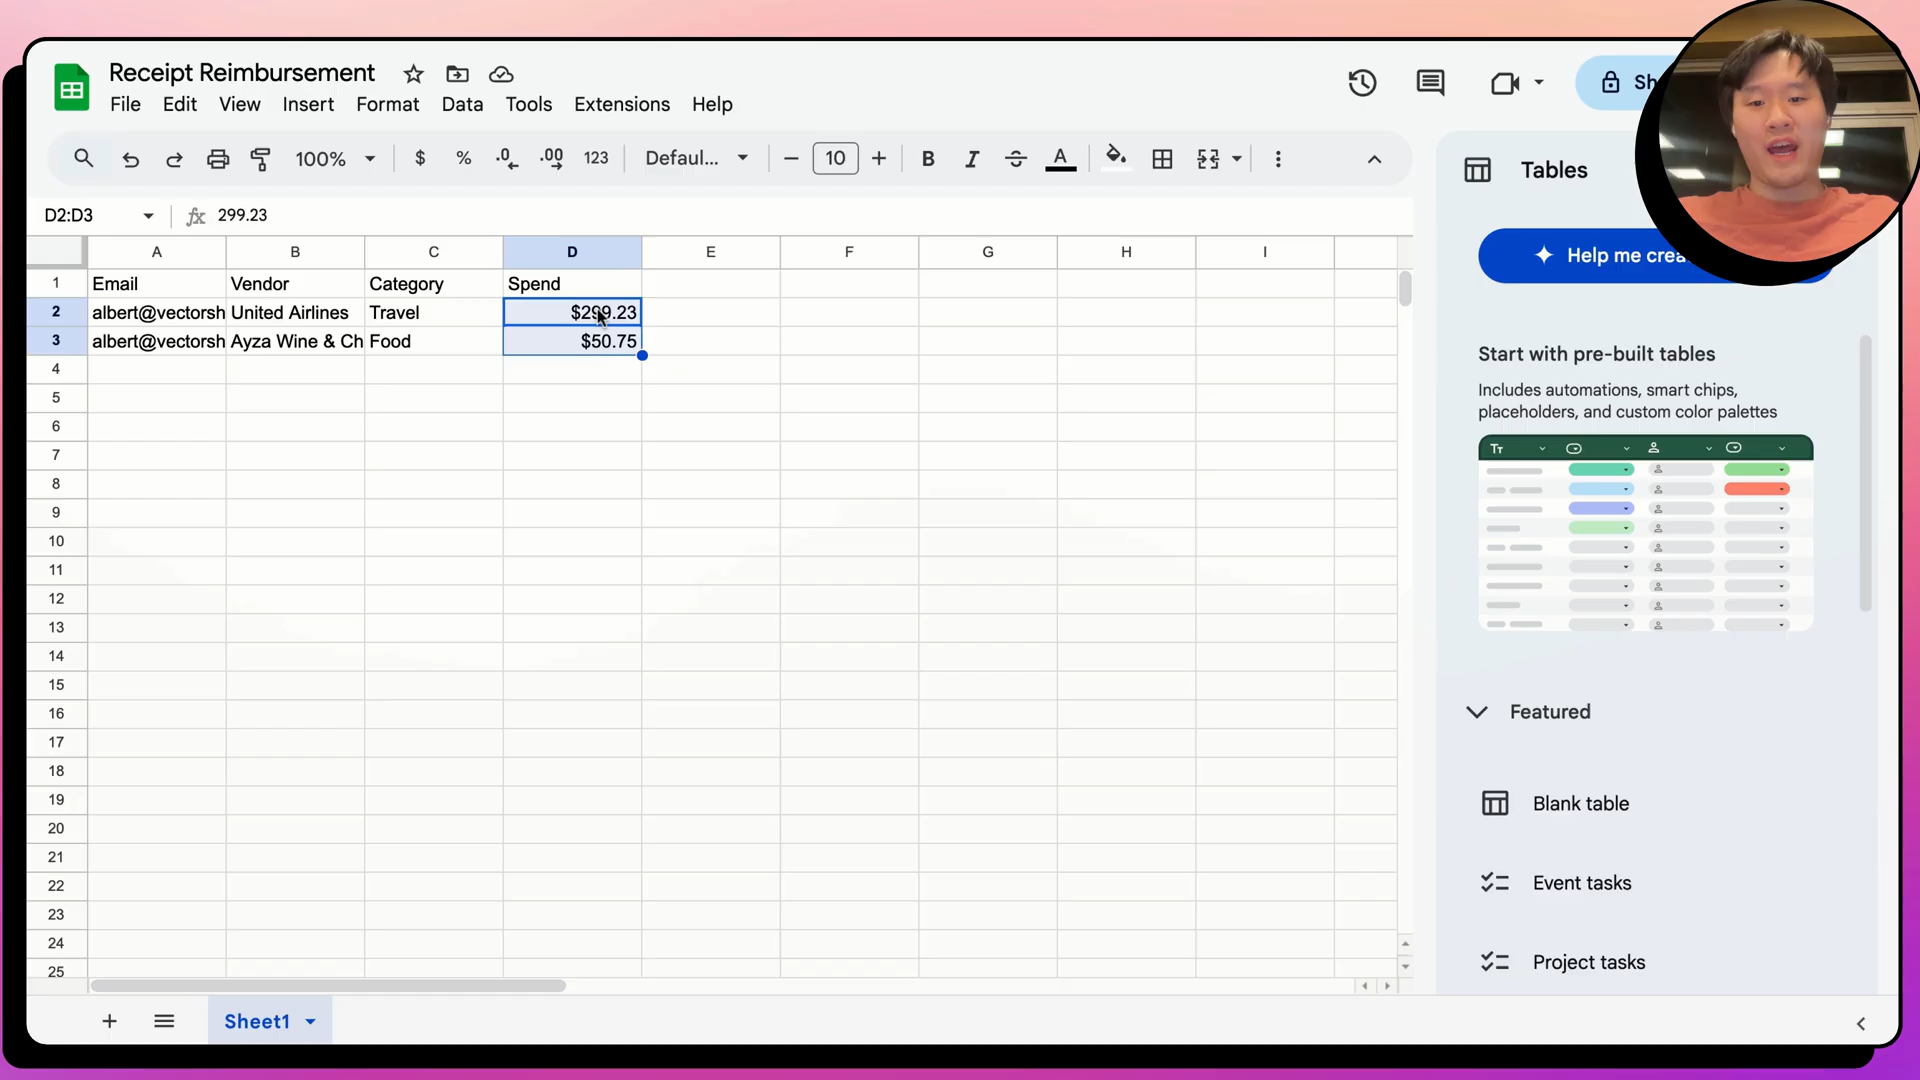 Receipt Reimbursement
File Edit View Insert Format Data Tools Extensions Help
100% $ % .0 .00 123 Defaul... 10 B I A
D2:D3 299.23
A B C D E F G H I
1 Email Vendor Category Spend
2 albert@vectorsh United Airlines Travel $299.23
3 albert@vectorsh Ayza Wine & Ch Food $50.75
4
5
6
7
8
9
10
11
12
13
14
15
16
17
18
19
20
21
22
23
24
25
Sheet1
Sh
Tables
Help me crea
Start with pre-built tables
Includes automations, smart chips,
placeholders, and custom color palettes
Tт
Featured
Blank table
Event tasks
Project tasks